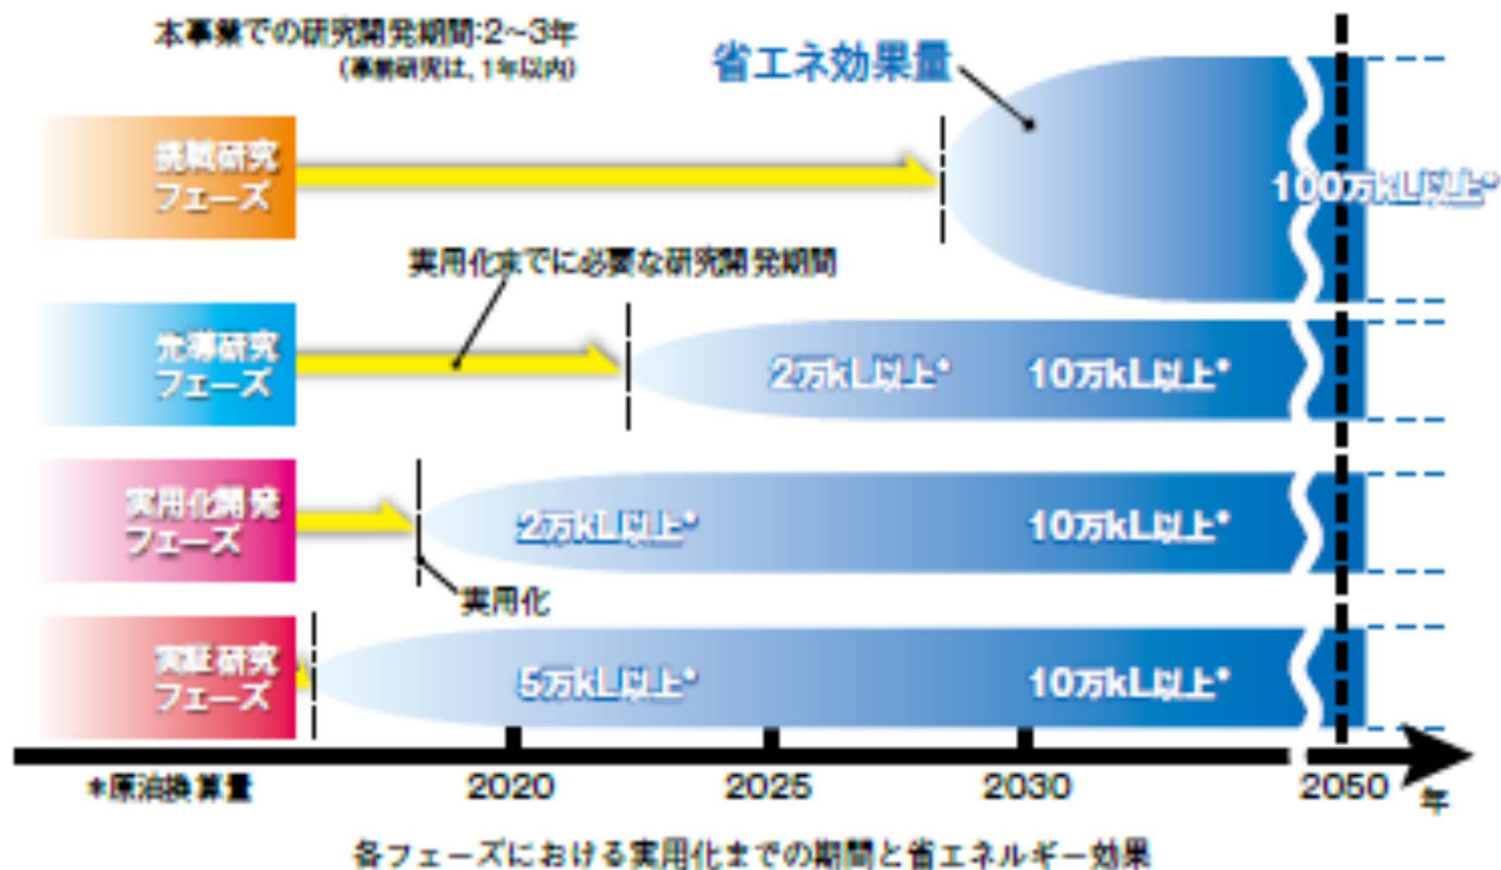 本事業での研究開発期間:2～3年
(事前研究は、1年以内)
省エネ効果量
挑戦研究
フェーズ
100万kL以上*
実用化までに必要な研究開発期間
先導研究
フェーズ
2万kL以上*
10万kL以上*
実用化開発
フェーズ
2万kL以上*
10万kL以上*
実用化
実証研究
フェーズ
5万kL以上*
10万kL以上*
*原油換算量
2020
2025
2030
2050
年
各フェーズにおける実用化までの期間と省エネルギー効果